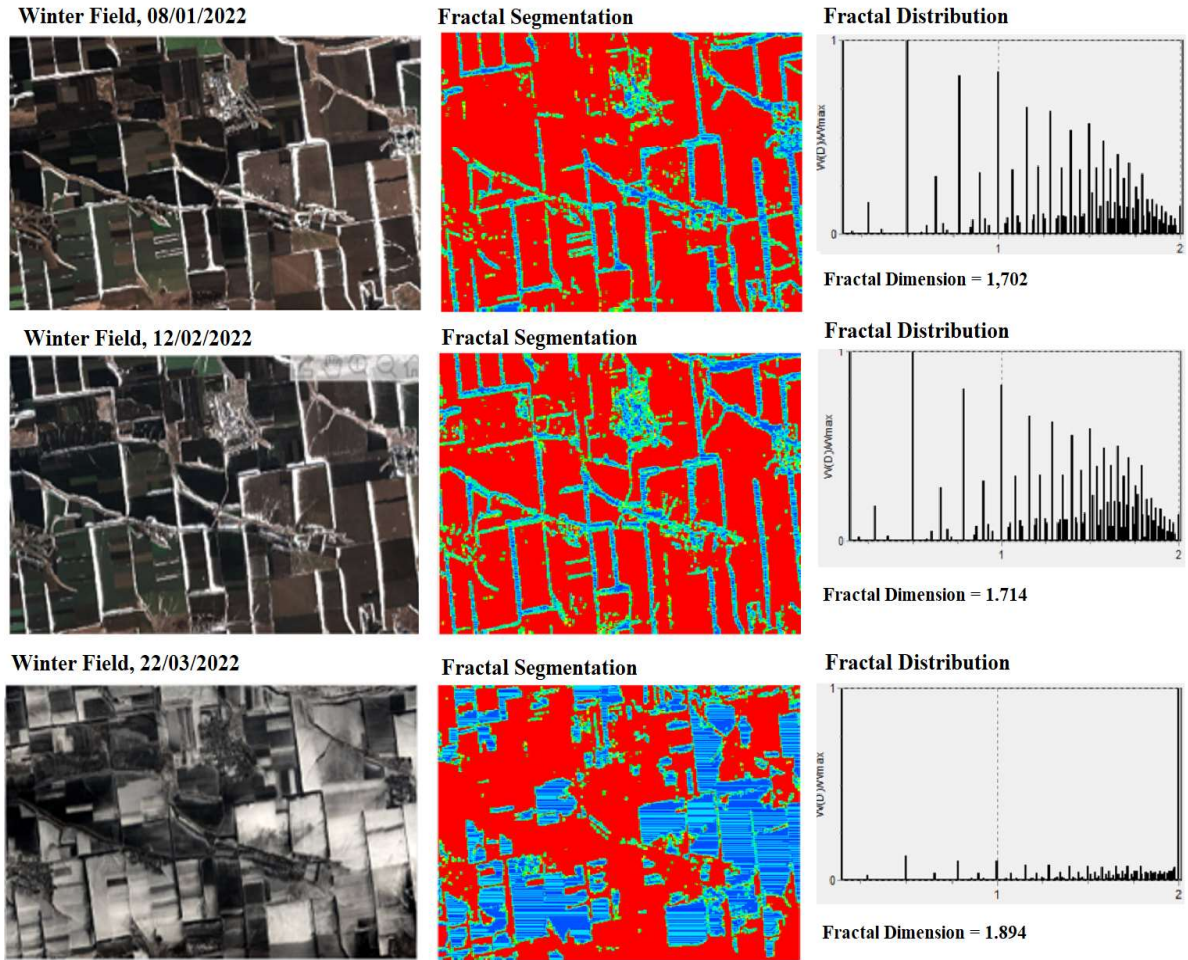 Winter Field, 08/01/2022
Fractal Segmentation
Fractal Distribution
1
W(D)/Wmax
0
1
2
Fractal Dimension = 1,702
Winter Field, 12/02/2022
Fractal Segmentation
Fractal Distribution
1
W(D)/Wmax
0
1
2
Fractal Dimension = 1.714
Winter Field, 22/03/2022
Fractal Segmentation
Fractal Distribution
1
W(D)/Wmax
0
1
2
Fractal Dimension = 1.894